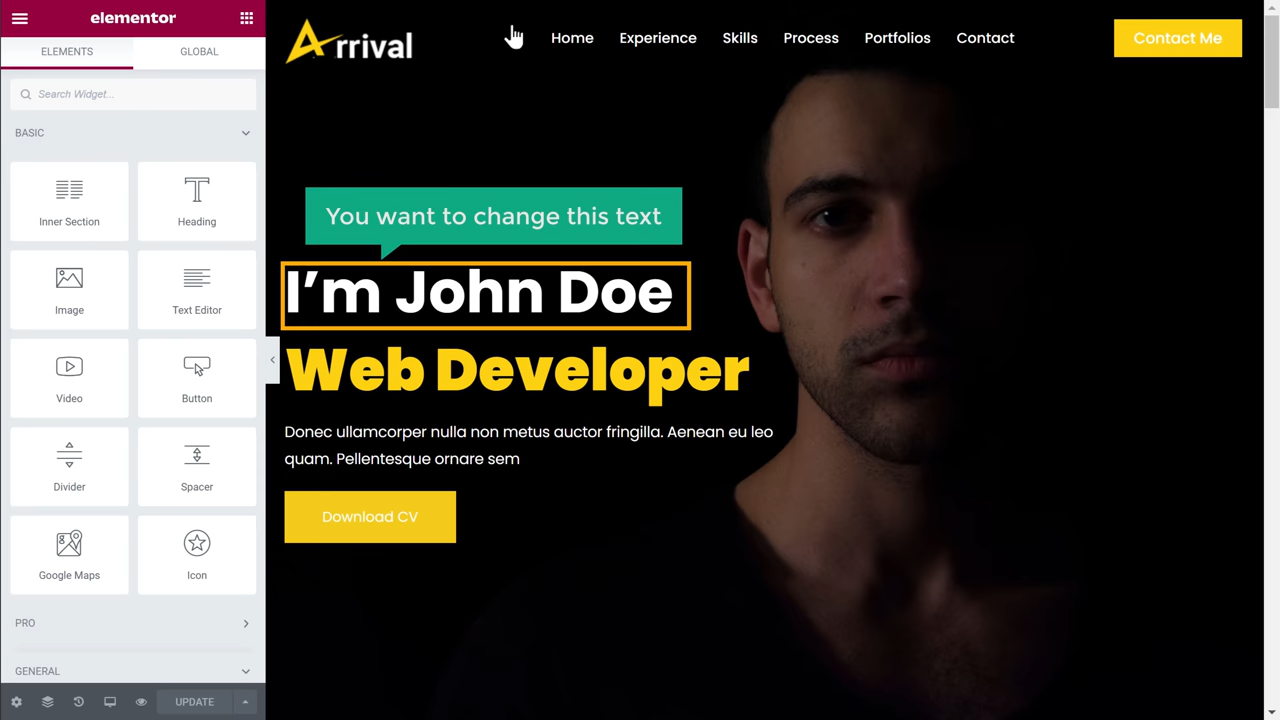 elementor
ELEMENTS
GLOBAL
Search Widget...
BASIC
Inner Section
Heading
Image
Text Editor
Video
Button
Divider
Spacer
Google Maps
Icon
PRO
GENERAL
UPDATE
Arrival
Home
Experience
Skills
Process
Portfolios
Contact
Contact Me
You want to change this text
I'm John Doe
Web Developer
Donec ullamcorper nulla non metus auctor fringilla. Aenean eu leo
quam. Pellentesque ornare sem
Download CV